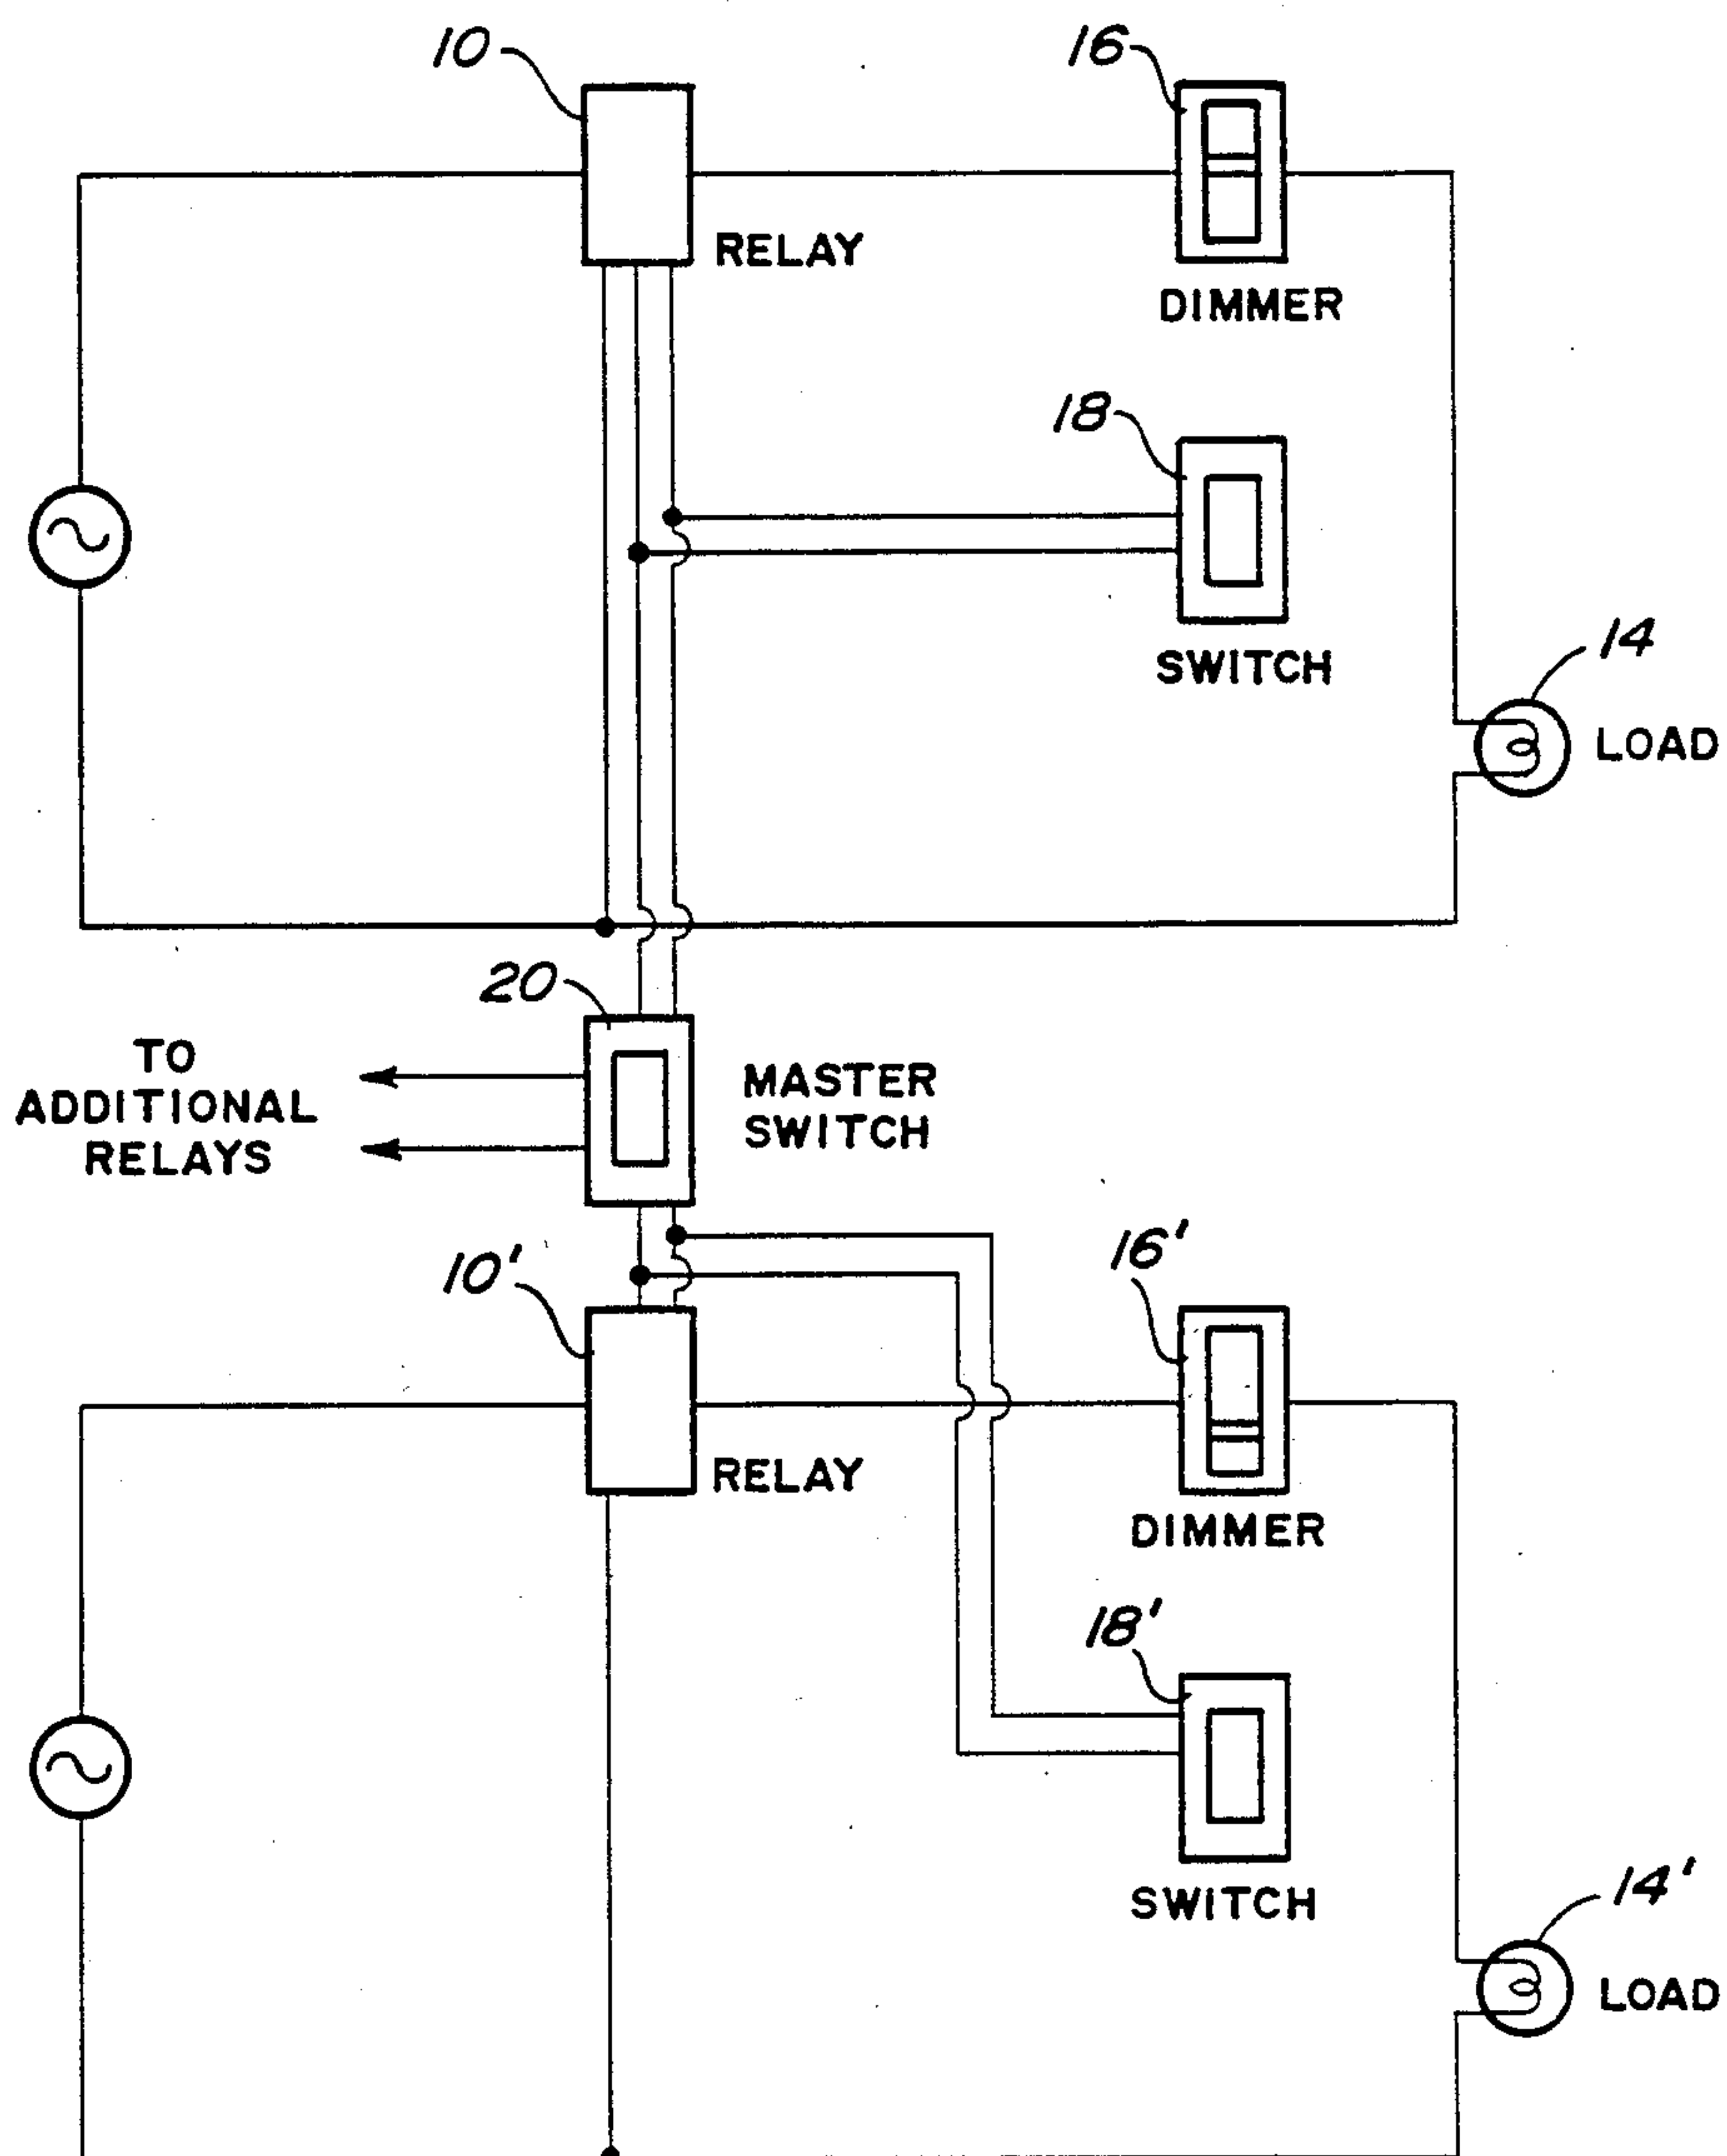 10
16
RELAY
DIMMER
18
SWITCH
14
LOAD
20
TO
ADDITIONAL
RELAYS
MASTER
SWITCH
10'
16'
RELAY
DIMMER
18'
SWITCH
14'
LOAD